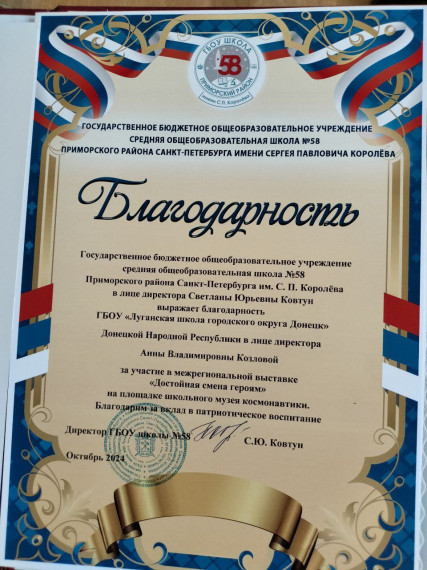 ГБОУ ШКОЛА
58
ПРИМОРСКИЙ РАЙОН
имени С.П. Королёва
ГОСУДАРСТВЕННОЕ БЮДЖЕТНОЕ ОБЩЕОБРАЗОВАТЕЛЬНОЕ УЧРЕЖДЕНИЕ
СРЕДНЯЯ ОБЩЕОБРАЗОВАТЕЛЬНАЯ ШКОЛА №58
ПРИМОРСКОГО РАЙОНА САНКТ-ПЕТЕРБУРГА ИМЕНИ СЕРГЕЯ ПАВЛОВИЧА КОРОЛЁВА
Благодарность
Государственное бюджетное общеобразовательное учреждение
средняя общеобразовательная школа №58
Приморского района Санкт-Петербурга им. С. П. Королёва
в лице директора Светланы Юрьевны Ковтун
выражает благодарность
ГБОУ «Луганская школа городского округа Донецк»
Донецкой Народной Республики в лице директора
Анны Владимировны Козловой
за участие в межрегиональной выставке
«Достойная смена героям»
на площадке школьного музея космонавтики.
Благодарим за вклад в патриотическое воспитание
Директор ГБОУ школы №58 С.Ю. Ковтун
Октябрь 2024